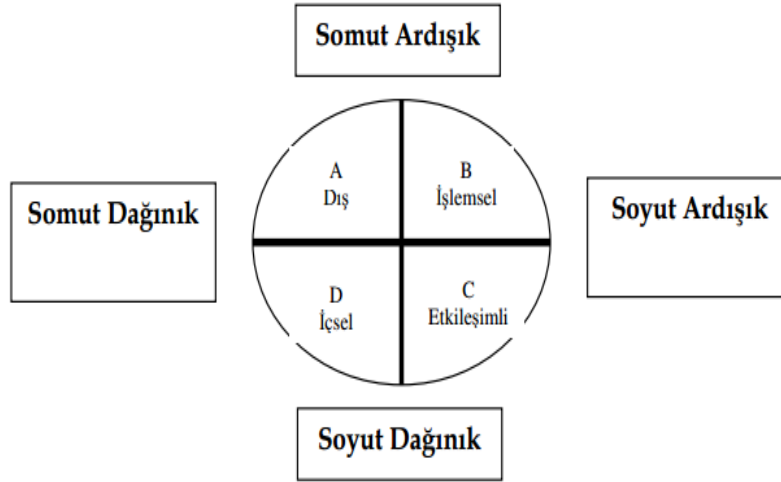 Somut Ardışık
A
Dış
B
İşlemsel
Somut Dağınık
Soyut Ardışık
D
İçsel
C
Etkileşimli
Soyut Dağınık